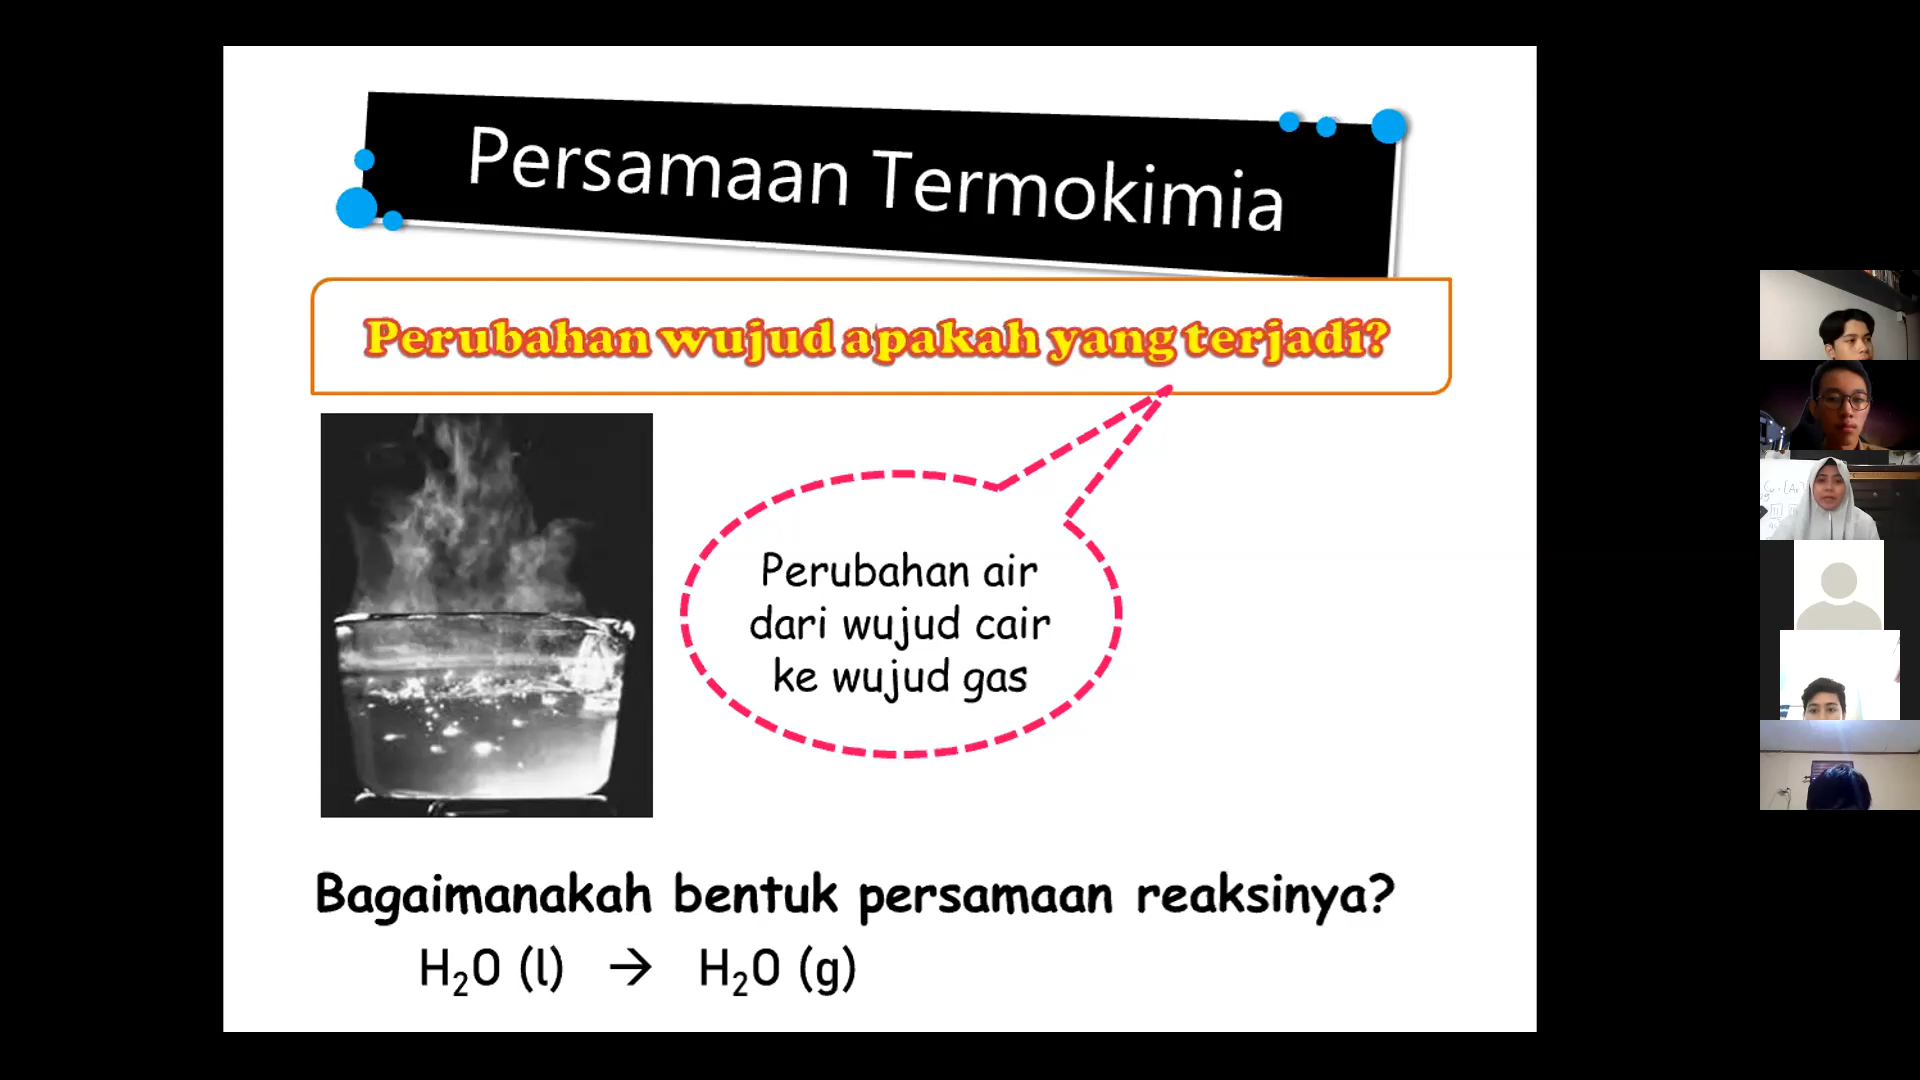 Persamaan Termokimia
Perubahan wujud apakah yang terjadi?
Perubahan air
dari wujud cair
ke wujud gas
Bagaimanakah bentuk persamaan reaksinya?
H₂O (l) → H₂O (g)